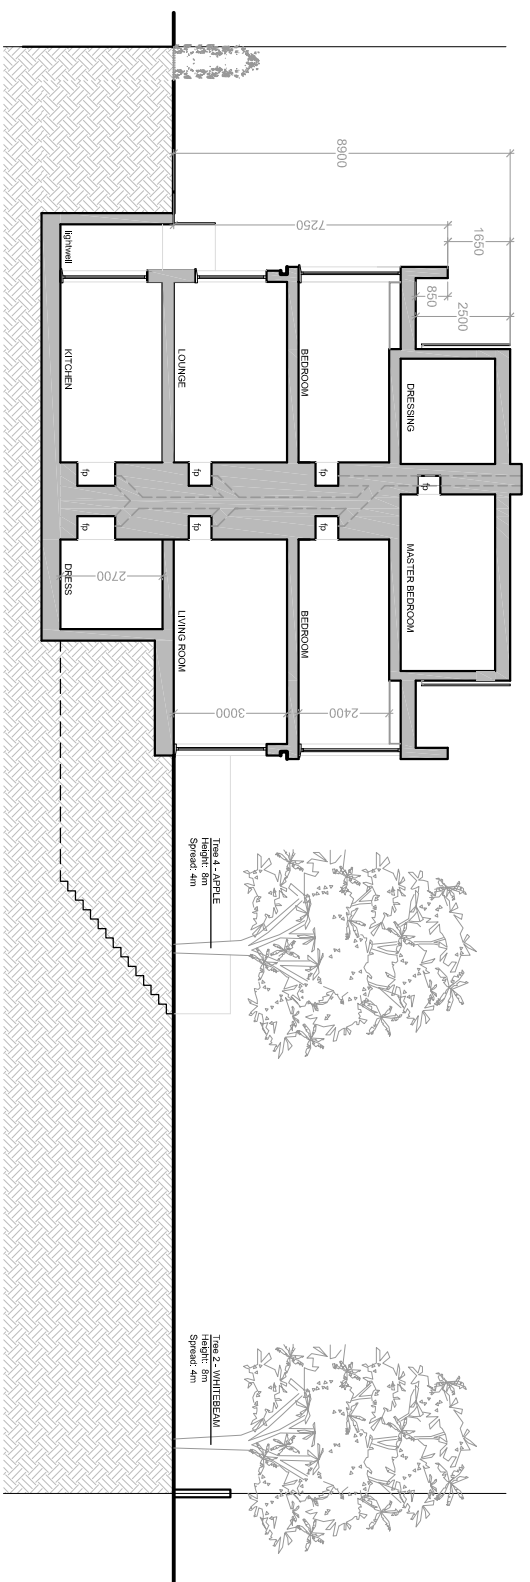 8900
1650
7250
850
2500
DRESSING
MASTER BEDROOM
fp
BEDROOM
BEDROOM
fp
fp
2400
LOUNGE
LIVING ROOM
fp
fp
3000
lightwell
KITCHEN
DRESS
fp
fp
2700
Tree 4 - APPLE
Height: 8m
Spread: 4m
Tree 2 - WHITEBEAM
Height: 8m
Spread: 4m